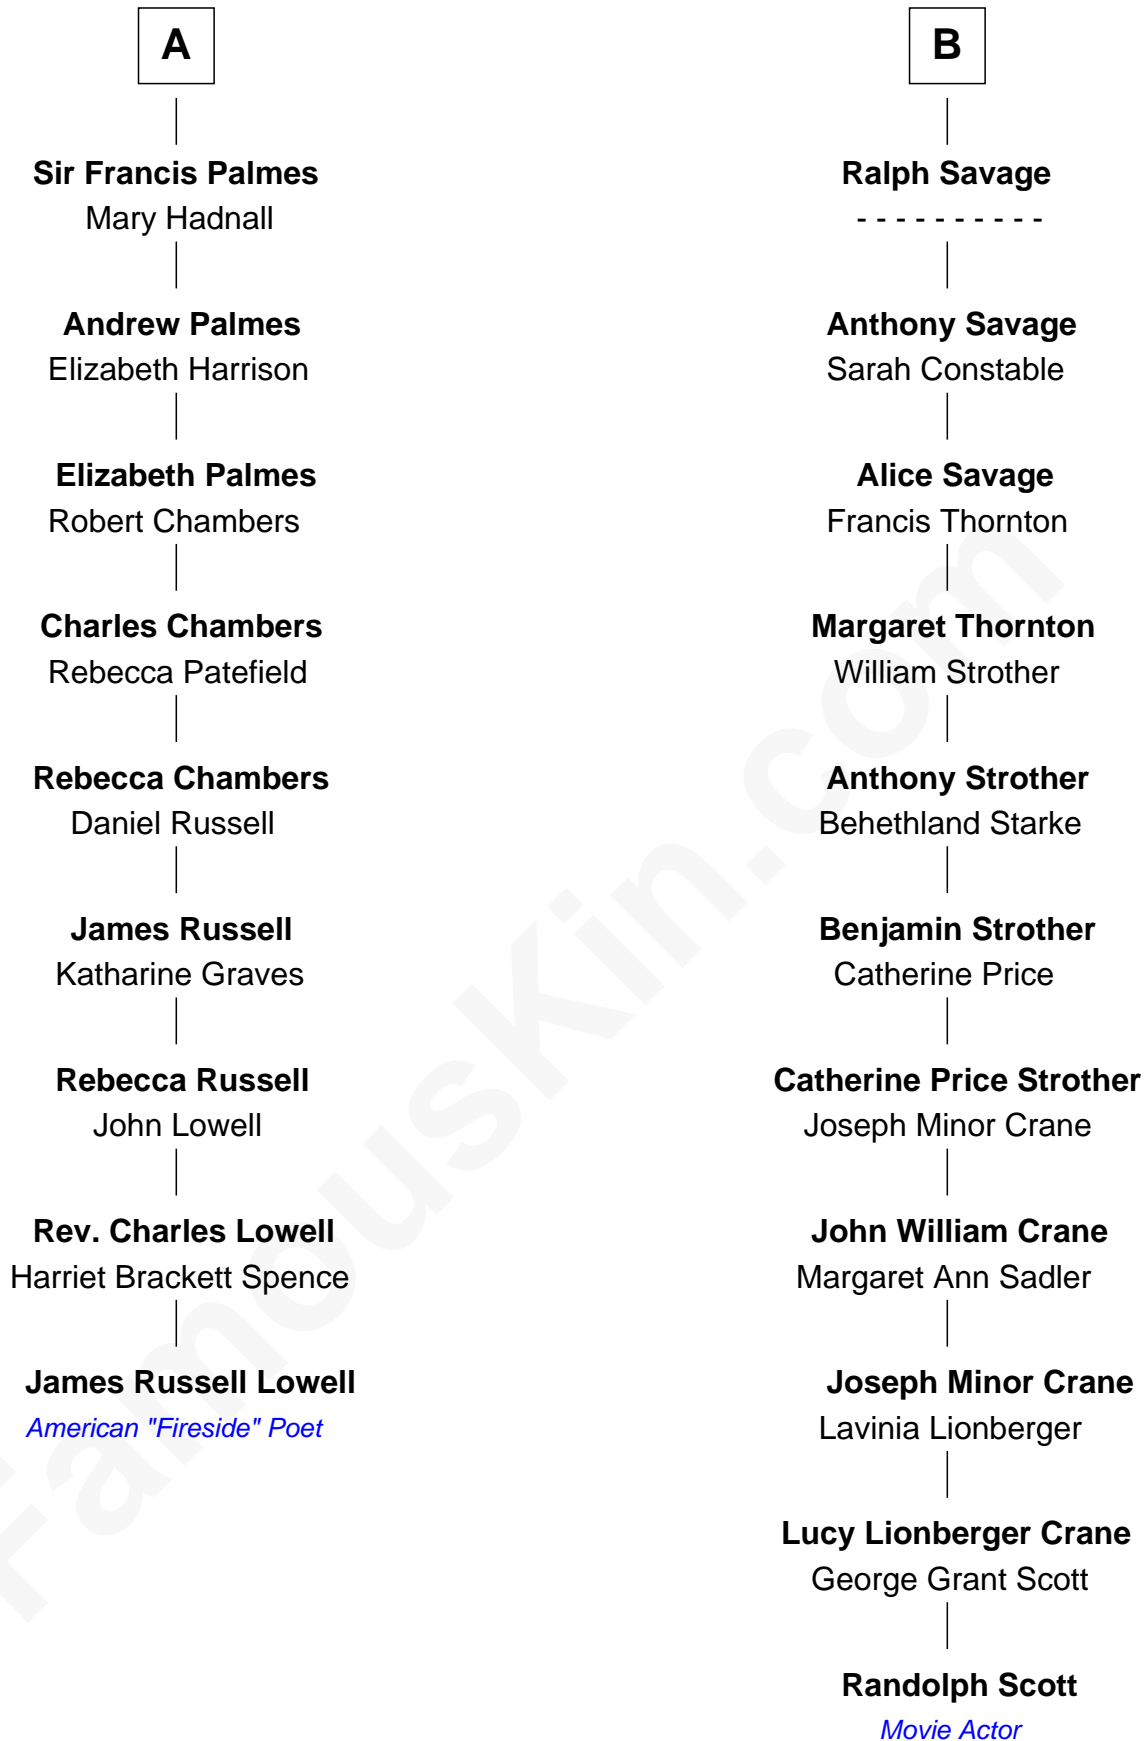 A
Sir Francis Palmes
Mary Hadnall
Andrew Palmes
Elizabeth Harrison
Elizabeth Palmes
Robert Chambers
Charles Chambers
Rebecca Patefield
Rebecca Chambers
Daniel Russell
James Russell
Katharine Graves
Rebecca Russell
John Lowell
Rev. Charles Lowell
Harriet Brackett Spence
James Russell Lowell
American "Fireside" Poet
B
Ralph Savage
- - - - - - - - - -
Anthony Savage
Sarah Constable
Alice Savage
Francis Thornton
Margaret Thornton
William Strother
Anthony Strother
Behethland Starke
Benjamin Strother
Catherine Price
Catherine Price Strother
Joseph Minor Crane
John William Crane
Margaret Ann Sadler
Joseph Minor Crane
Lavinia Lionberger
Lucy Lionberger Crane
George Grant Scott
Randolph Scott
Movie Actor
FamousKin.com